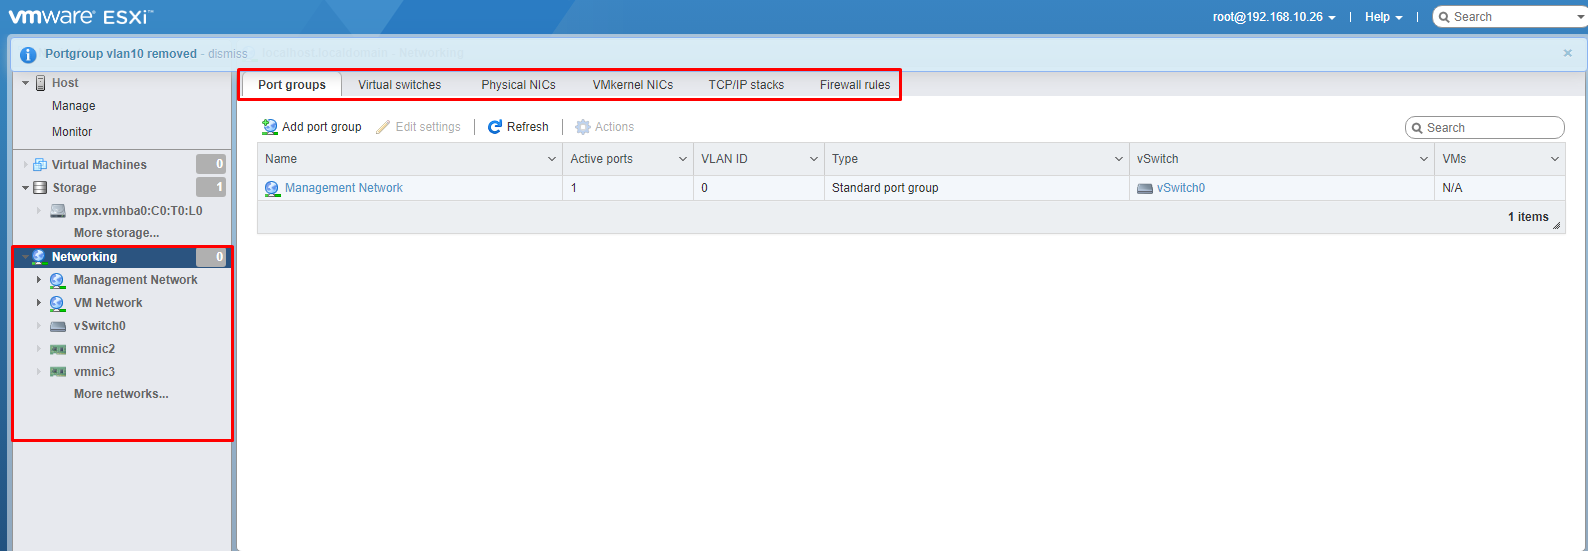 vmware ESXi™
root@192.168.10.26
Help
Search
Portgroup vlan10 removed - dismiss
localhost.localdomain - Networking
Host
Manage
Monitor
Virtual Machines 0
Storage 1
mpx.vmhba0:C0:T0:L0
More storage...
Networking 0
Management Network
VM Network
vSwitch0
vmnic2
vmnic3
More networks...
Port groups Virtual switches Physical NICs VMkernel NICs TCP/IP stacks Firewall rules
Add port group Edit settings Refresh Actions
Search
Name Active ports VLAN ID Type vSwitch VMs
Management Network 1 0 Standard port group vSwitch0 N/A
1 items